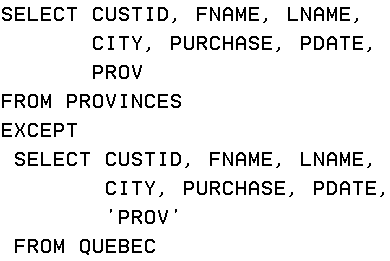 SELECT CUSTID, FNAME, LNAME,
CITY, PURCHASE, PDATE,
PROV
FROM PROVINCES
EXCEPT
SELECT CUSTID, FNAME, LNAME,
CITY, PURCHASE, PDATE,
'PROV'
FROM QUEBEC